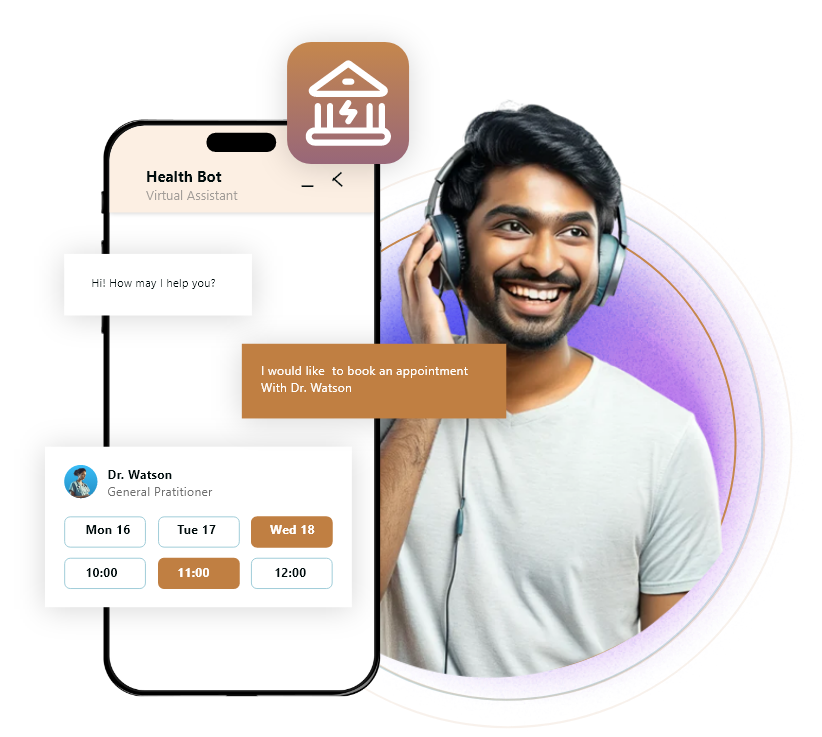 Health Bot
Virtual Assistant
Hi! How may I help you?
I would like  to book an appointment
With Dr. Watson
Dr. Watson
General Pratitioner
Mon 16
Tue 17
Wed 18
10:00
11:00
12:00